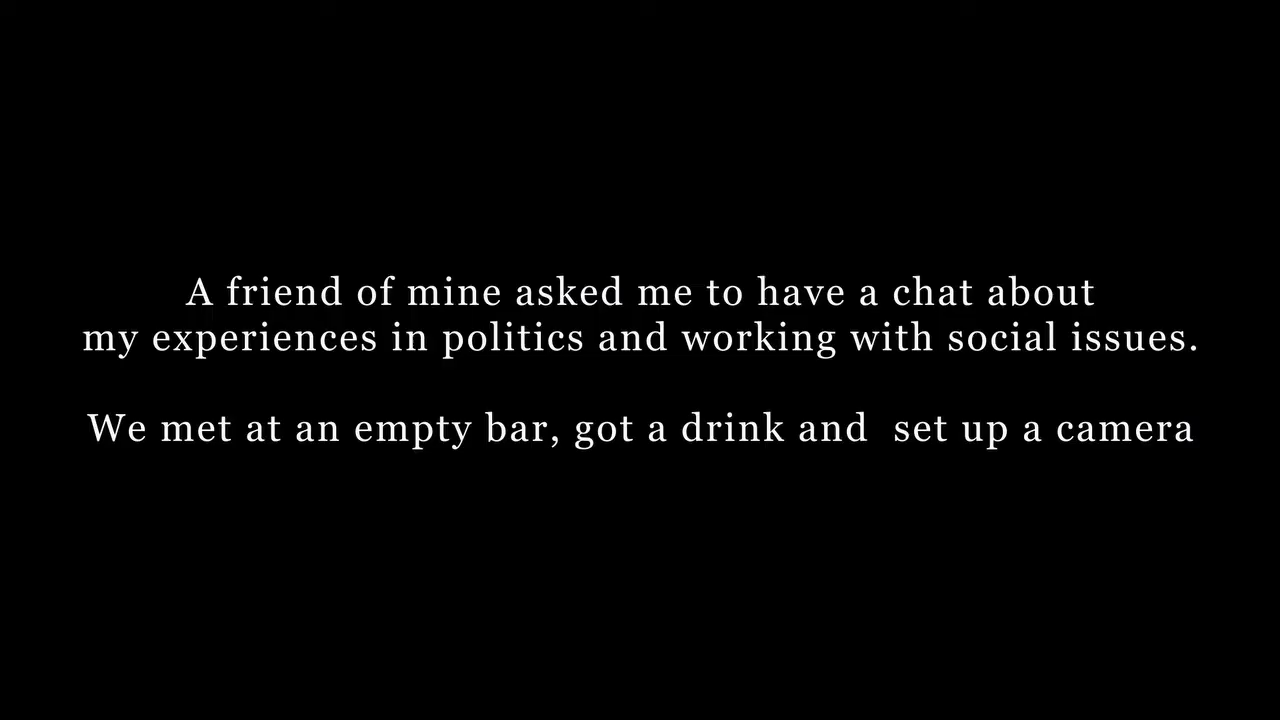 A friend of mine asked me to have a chat about
my experiences in politics and working with social issues.
We met at an empty bar, got a drink and  set up a camera